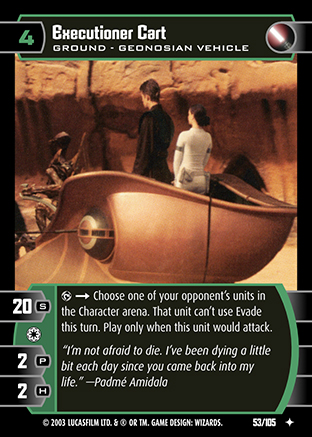 4 Executioner Cart
GROUND - GEONOSIAN VEHICLE
20 S
Choose one of your opponent's units in
the Character arena. That unit can't use Evade
this turn. Play only when this unit would attack.
2 P
2 H
"I'm not afraid to die. I've been dying a little
bit each day since you came back into my
life." —Padmé Amidala
© 2003 LUCASFILM LTD. & ® OR TM. GAME DESIGN: WIZARDS. 53/105